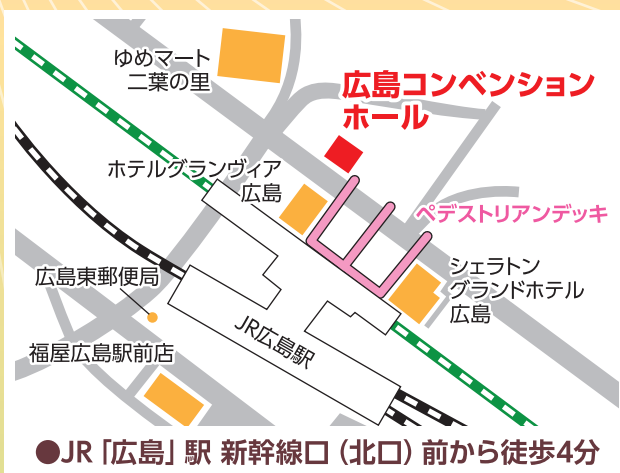 ゆめマート
二葉の里
広島コンベンション
ホール
ホテルグランヴィア
広島
ペデストリアンデッキ
シェラトン
グランドホテル
広島
広島東郵便局
JR広島駅
福屋広島駅前店
●JR「広島」駅 新幹線口（北口）前から徒歩4分